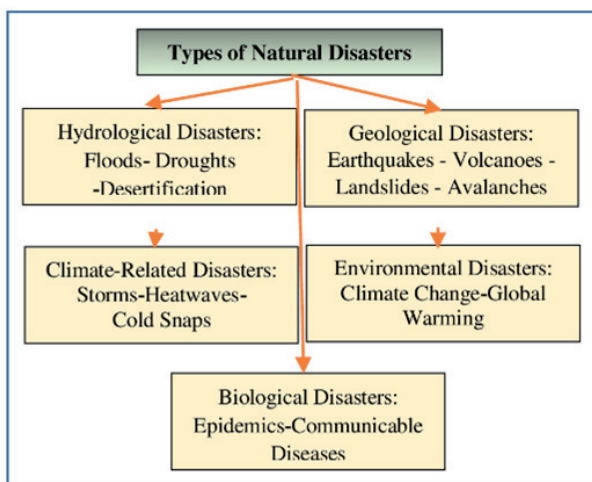 Types of Natural Disasters
Hydrological Disasters:
Floods- Droughts
-Desertification
Geological Disasters:
Earthquakes - Volcanoes -
Landslides - Avalanches
Climate-Related Disasters:
Storms-Heatwaves-
Cold Snaps
Environmental Disasters:
Climate Change-Global
Warming
Biological Disasters:
Epidemics-Communicable
Diseases